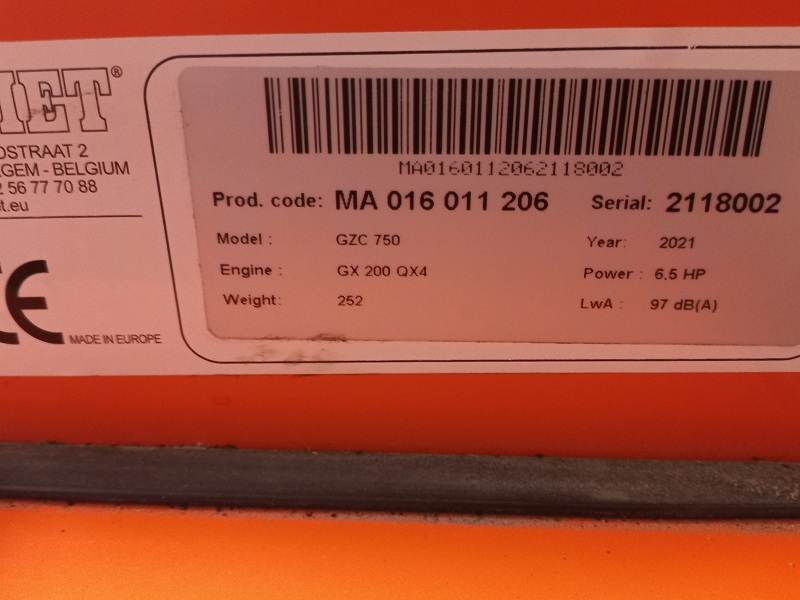 IET®
OSTRAAT 2
GEM - BELGIUM
2 56 77 70 88
t.eu
CE
MADE IN EUROPE
MA0160112062118002
Prod. code: MA 016 011 206 Serial: 2118002
Model : GZC 750 Year: 2021
Engine : GX 200 QX4 Power : 6.5 HP
Weight: 252 LwA : 97 dB(A)